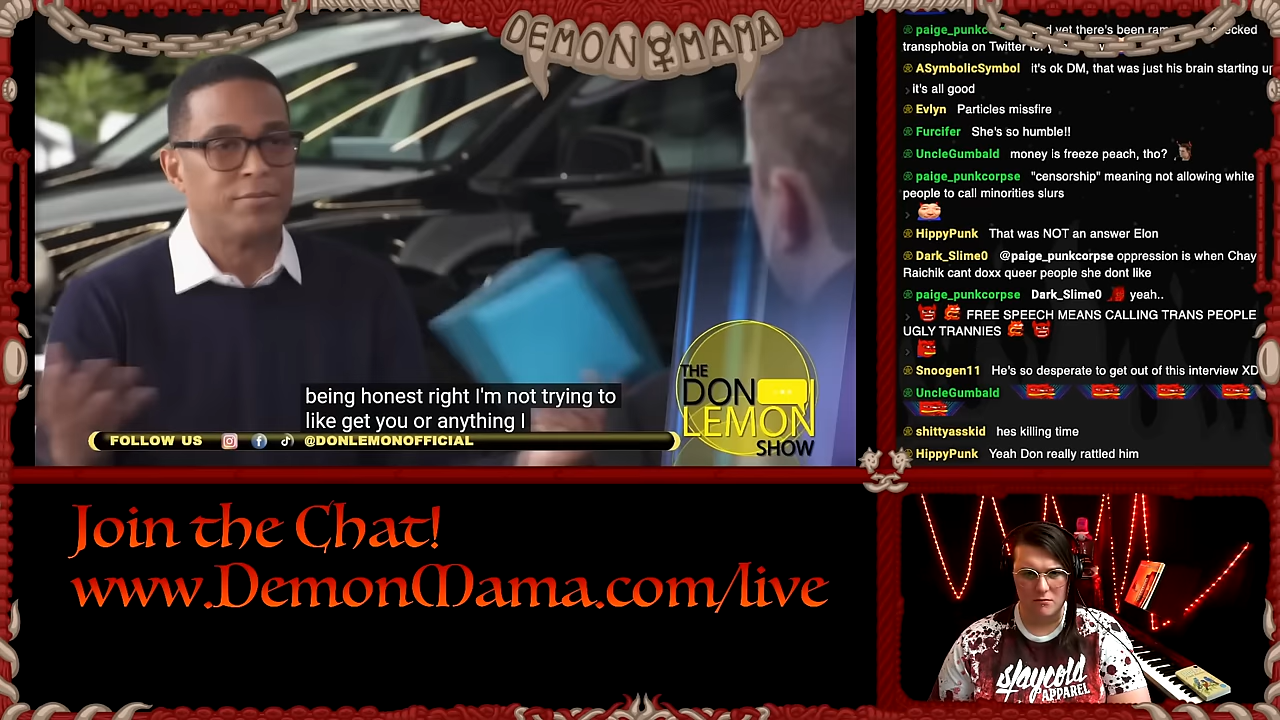 DEMON MAMA
being honest right I'm not trying to
like get you or anything I
FOLLOW US @DONLEMONOFFICIAL
THE
DON
LEMON
SHOW
paige_punkc
yet there's been
transphobia on Twitter
ASymbolicSymbol it's ok DM, that was just his brain starting up
it's all good
Evlyn Particles missfire
Furcifer She's so humble!!
UncleGumbald money is freeze peach, tho?
paige_punkcorpse "censorship" meaning not allowing white
people to call minorities slurs
HippyPunk That was NOT an answer Elon
Dark_Slime0 @paige_punkcorpse oppression is when Chay
Raichik cant doxx queer people she dont like
paige_punkcorpse Dark_Slime0 yeah..
FREE SPEECH MEANS CALLING TRANS PEOPLE
UGLY TRANNIES
Snoogen11 He's so desperate to get out of this interview XD
UncleGumbald
shittyasskid hes killing time
HippyPunk Yeah Don really rattled him
Join the Chat!
www.DemonMama.com/live
staycold
APPAREL